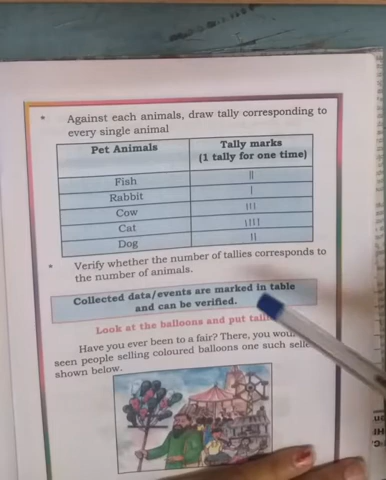 • Against each animals, draw tally corresponding to
every single animal
Pet Animals Tally marks
(1 tally for one time)
Fish ||
Rabbit |
Cow |||
Cat ||||
Dog ||
• Verify whether the number of tallies corresponds to
the number of animals.
Collected data/events are marked in table
and can be verified.
Look at the balloons and put
Have you ever been to a fair? There, you
seen people selling coloured balloons one such
shown below.